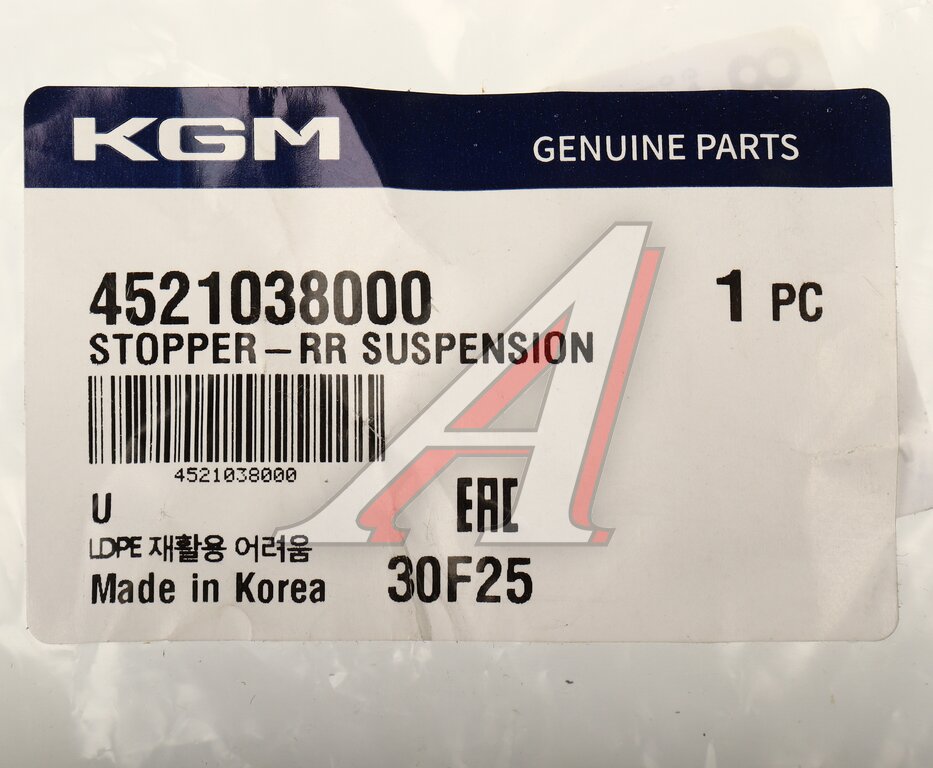 KGM GENUINE PARTS
4521038000 1 PC
STOPPER-RR SUSPENSION
4521038000
U EAC
LDPE 재활용 어려움
Made in Korea 30F25